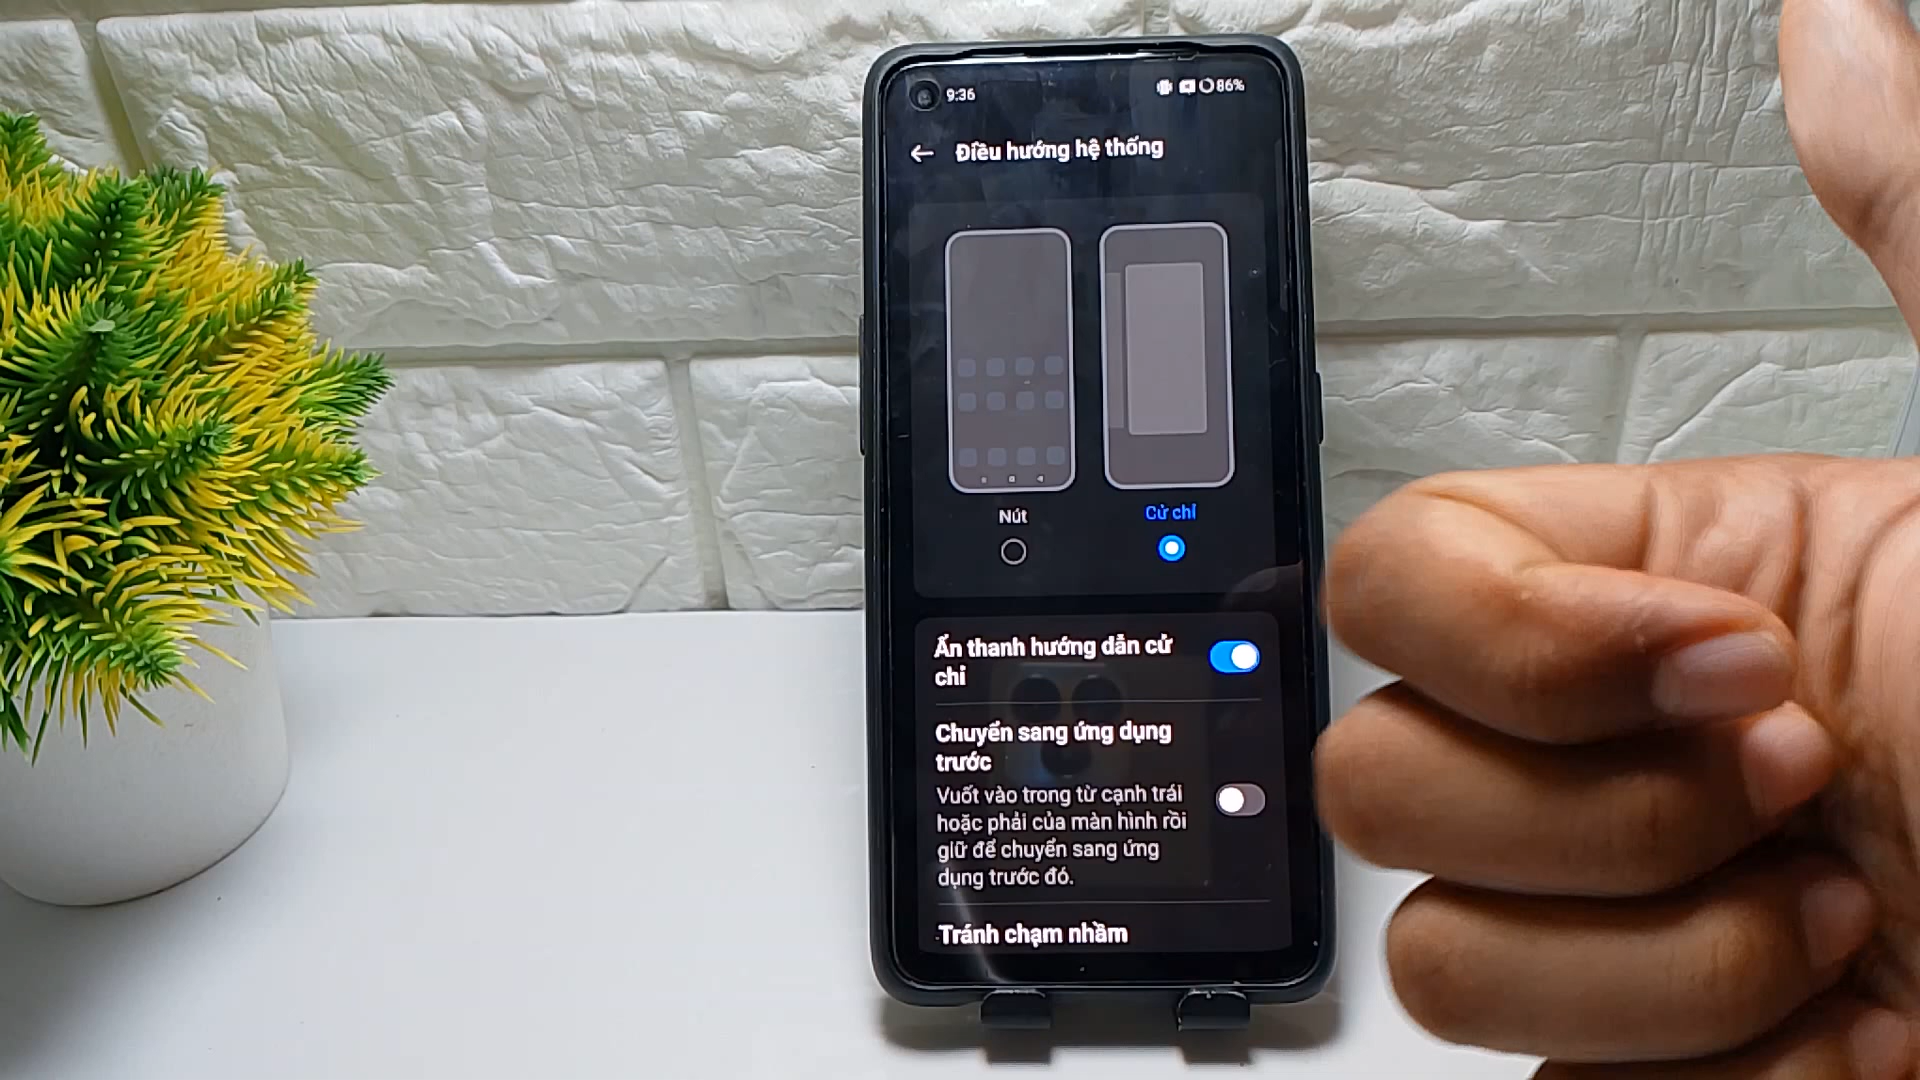 9:36
86%
Điều hướng hệ thống
Nút
Cử chỉ
Ẩn thanh hướng dẫn cử
chỉ
Chuyển sang ứng dụng
trước
Vuốt vào trong từ cạnh trái
hoặc phải của màn hình rồi
giữ để chuyển sang ứng
dụng trước đó.
Tránh chạm nhầm